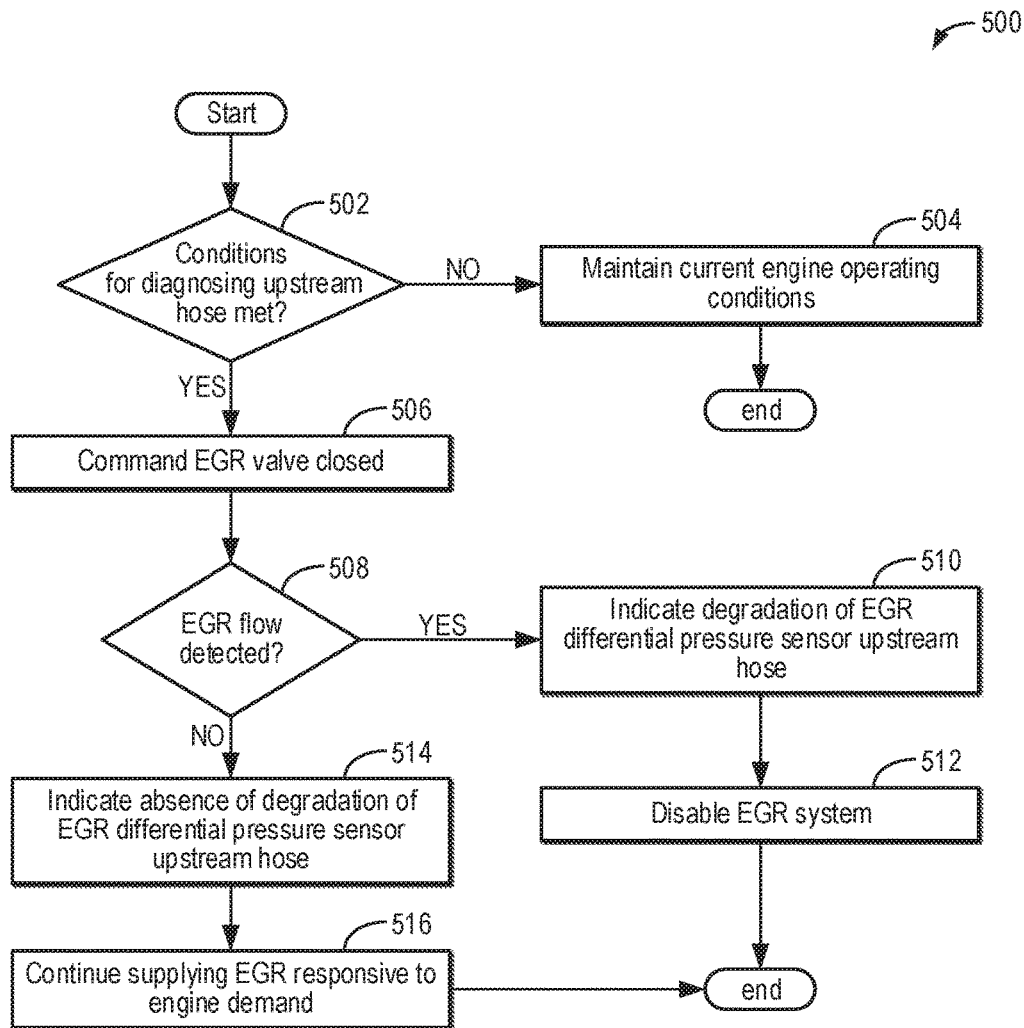 500
Start
502
Conditions
for diagnosing upstream
hose met?
NO
504
Maintain current engine operating
conditions
end
YES
506
Command EGR valve closed
508
EGR flow
detected?
YES
510
Indicate degradation of EGR
differential pressure sensor upstream
hose
NO
514
Indicate absence of degradation of
EGR differential pressure sensor
upstream hose
512
Disable EGR system
516
Continue supplying EGR responsive to
engine demand
end